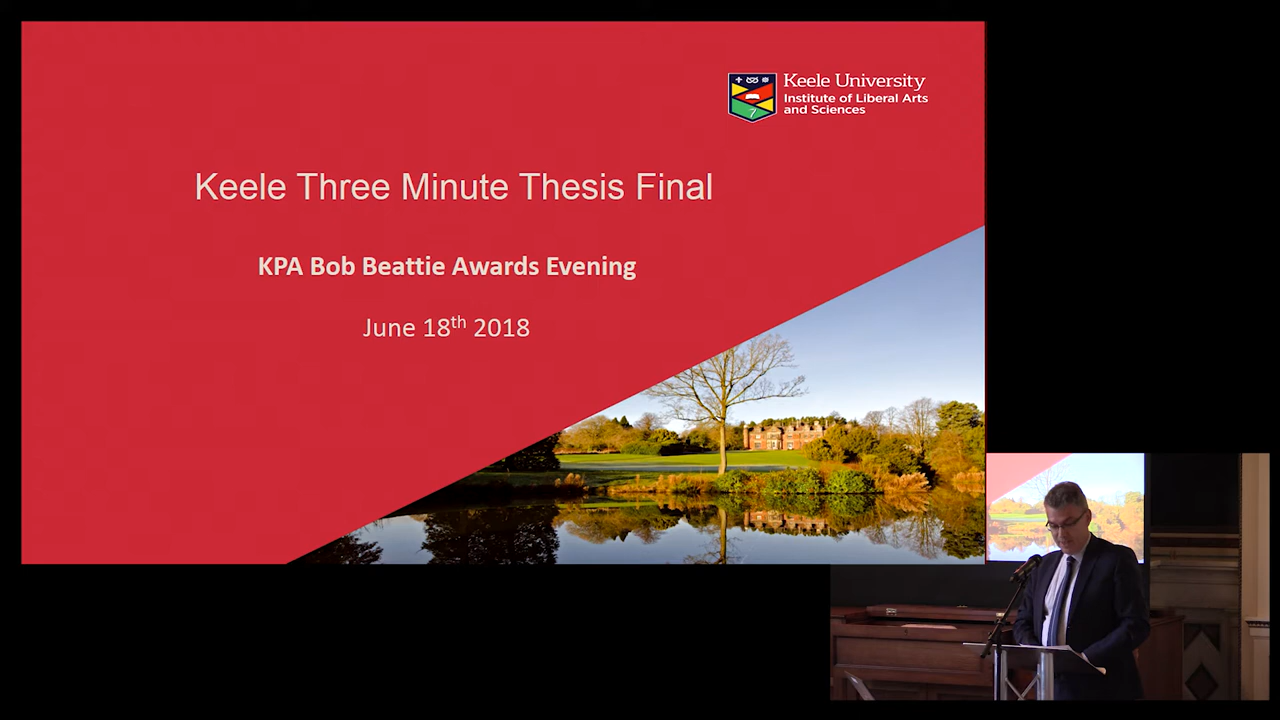 Keele University
Institute of Liberal Arts
and Sciences
Keele Three Minute Thesis Final
KPA Bob Beattie Awards Evening
June 18th 2018